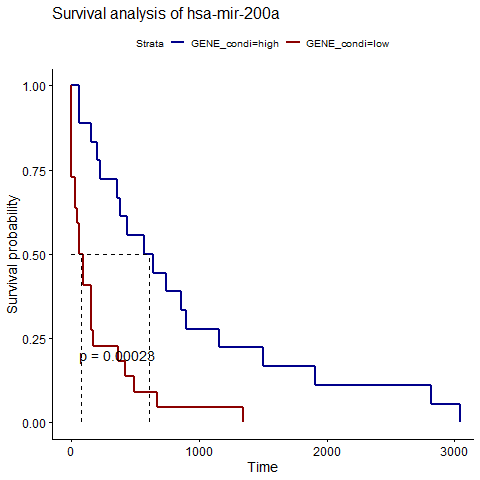 Survival analysis of hsa-mir-200a
Strata GENE_condi=high GENE_condi=low
1.00
0.75
0.50
0.25
0.00
Survival probability
p = 0.00028
0 1000 2000 3000
Time